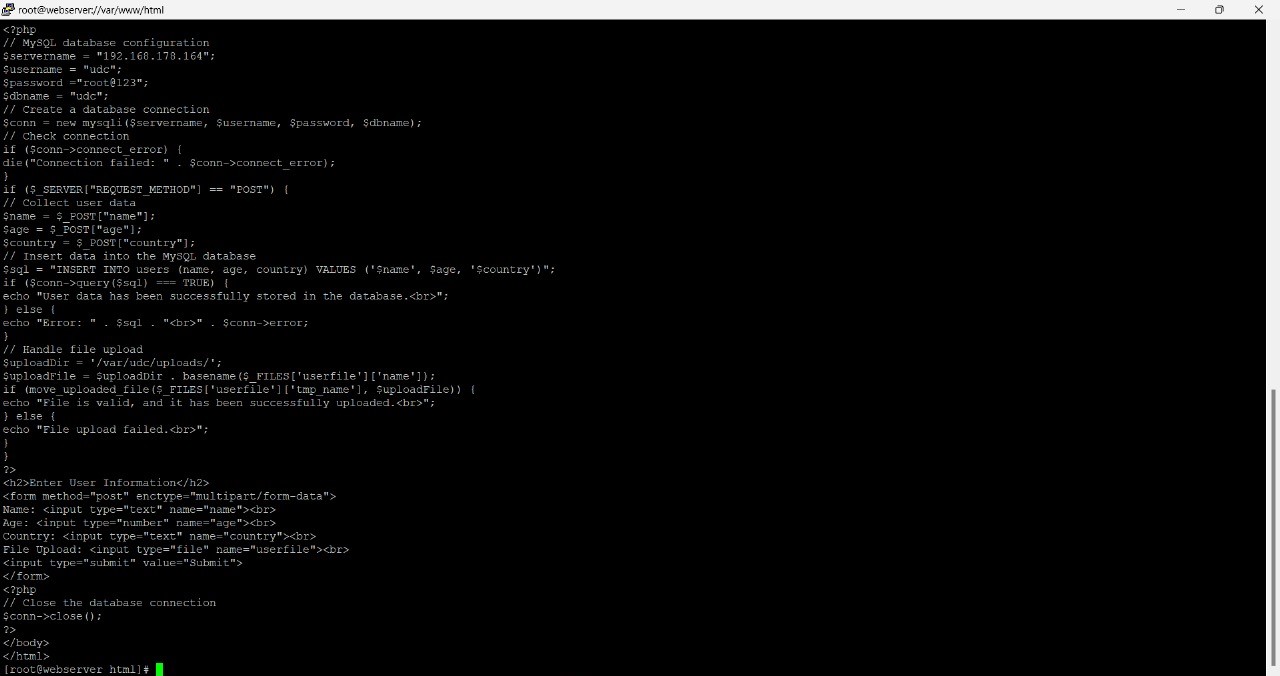 root@webserver://var/www/html
<?php
// MySQL database configuration
$servername = "192.168.178.164";
$username = "udc";
$password ="root@123";
$dbname = "udc";
// Create a database connection
$conn = new mysqli($servername, $username, $password, $dbname);
// Check connection
if ($conn->connect_error) {
die("Connection failed: " . $conn->connect_error);
}
if ($_SERVER["REQUEST_METHOD"] == "POST") {
// Collect user data
$name = $_POST["name"];
$age = $_POST["age"];
$country = $_POST["country"];
// Insert data into the MySQL database
$sql = "INSERT INTO users (name, age, country) VALUES ('$name', $age, '$country')";
if ($conn->query($sql) === TRUE) {
echo "User data has been successfully stored in the database.<br>";
} else {
echo "Error: " . $sql . "<br>" . $conn->error;
}
// Handle file upload
$uploadDir = '/var/udc/uploads/';
$uploadFile = $uploadDir . basename($_FILES['userfile']['name']);
if (move_uploaded_file($_FILES['userfile']['tmp_name'], $uploadFile)) {
echo "File is valid, and it has been successfully uploaded.<br>";
} else {
echo "File upload failed.<br>";
}
}
?>
<h2>Enter User Information</h2>
<form method="post" enctype="multipart/form-data">
Name: <input type="text" name="name"><br>
Age: <input type="number" name="age"><br>
Country: <input type="text" name="country"><br>
File Upload: <input type="file" name="userfile"><br>
<input type="submit" value="Submit">
</form>
<?php
// Close the database connection
$conn->close();
?>
</body>
</html>
[root@webserver html]#